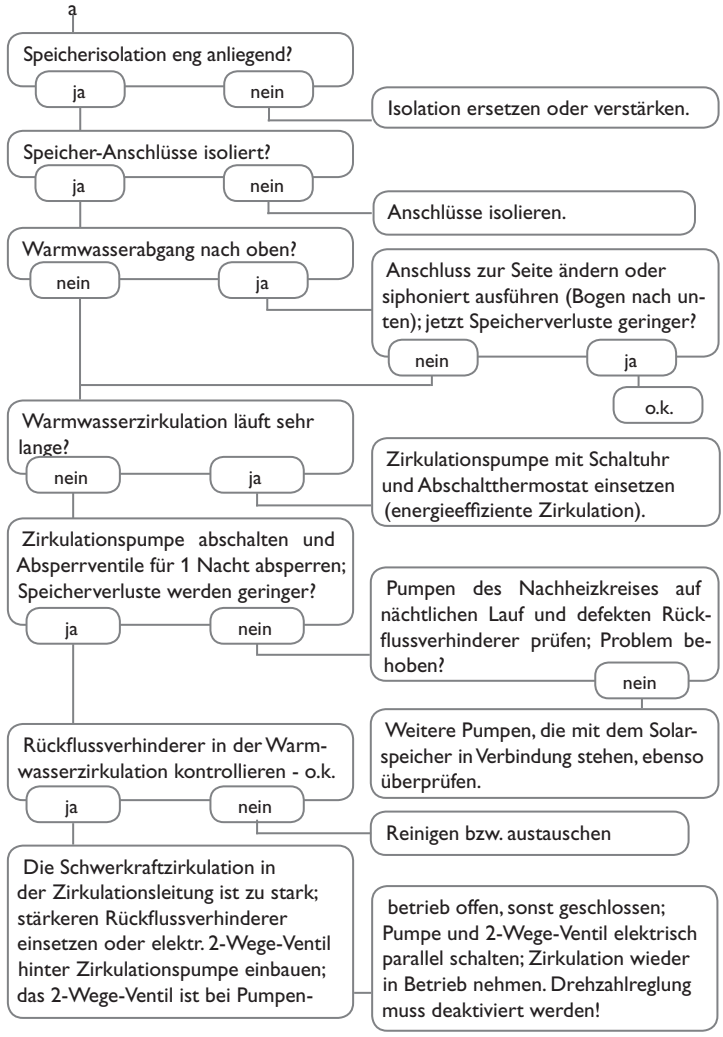 a
Speicherisolation eng anliegend?
ja
nein
Isolation ersetzen oder verstärken.
Speicher-Anschlüsse isoliert?
ja
nein
Anschlüsse isolieren.
Warmwasserabgang nach oben?
nein
ja
Anschluss zur Seite ändern oder
siphoniert ausführen (Bogen nach un-
ten); jetzt Speicherverluste geringer?
nein
ja
o.k.
Warmwasserzirkulation läuft sehr
lange?
nein
ja
Zirkulationspumpe mit Schaltuhr
und Abschaltthermostat einsetzen
(energieeffiziente Zirkulation).
Zirkulationspumpe abschalten und
Absperrventile für 1 Nacht absperren;
Speicherverluste werden geringer?
ja
nein
Pumpen des Nachheizkreises auf
nächtlichen Lauf und defekten Rück-
flussverhinderer prüfen; Problem be-
hoben?
nein
Weitere Pumpen, die mit dem Solar-
speicher in Verbindung stehen, ebenso
überprüfen.
Rückflussverhinderer in der Warm-
wasserzirkulation kontrollieren - o.k.
ja
nein
Reinigen bzw. austauschen
Die Schwerkraftzirkulation in
der Zirkulationsleitung ist zu stark;
stärkeren Rückflussverhinderer
einsetzen oder elektr. 2-Wege-Ventil
hinter Zirkulationspumpe einbauen;
das 2-Wege-Ventil ist bei Pumpen-
betrieb offen, sonst geschlossen;
Pumpe und 2-Wege-Ventil elektrisch
parallel schalten; Zirkulation wieder
in Betrieb nehmen. Drehzahlreglung
muss deaktiviert werden!